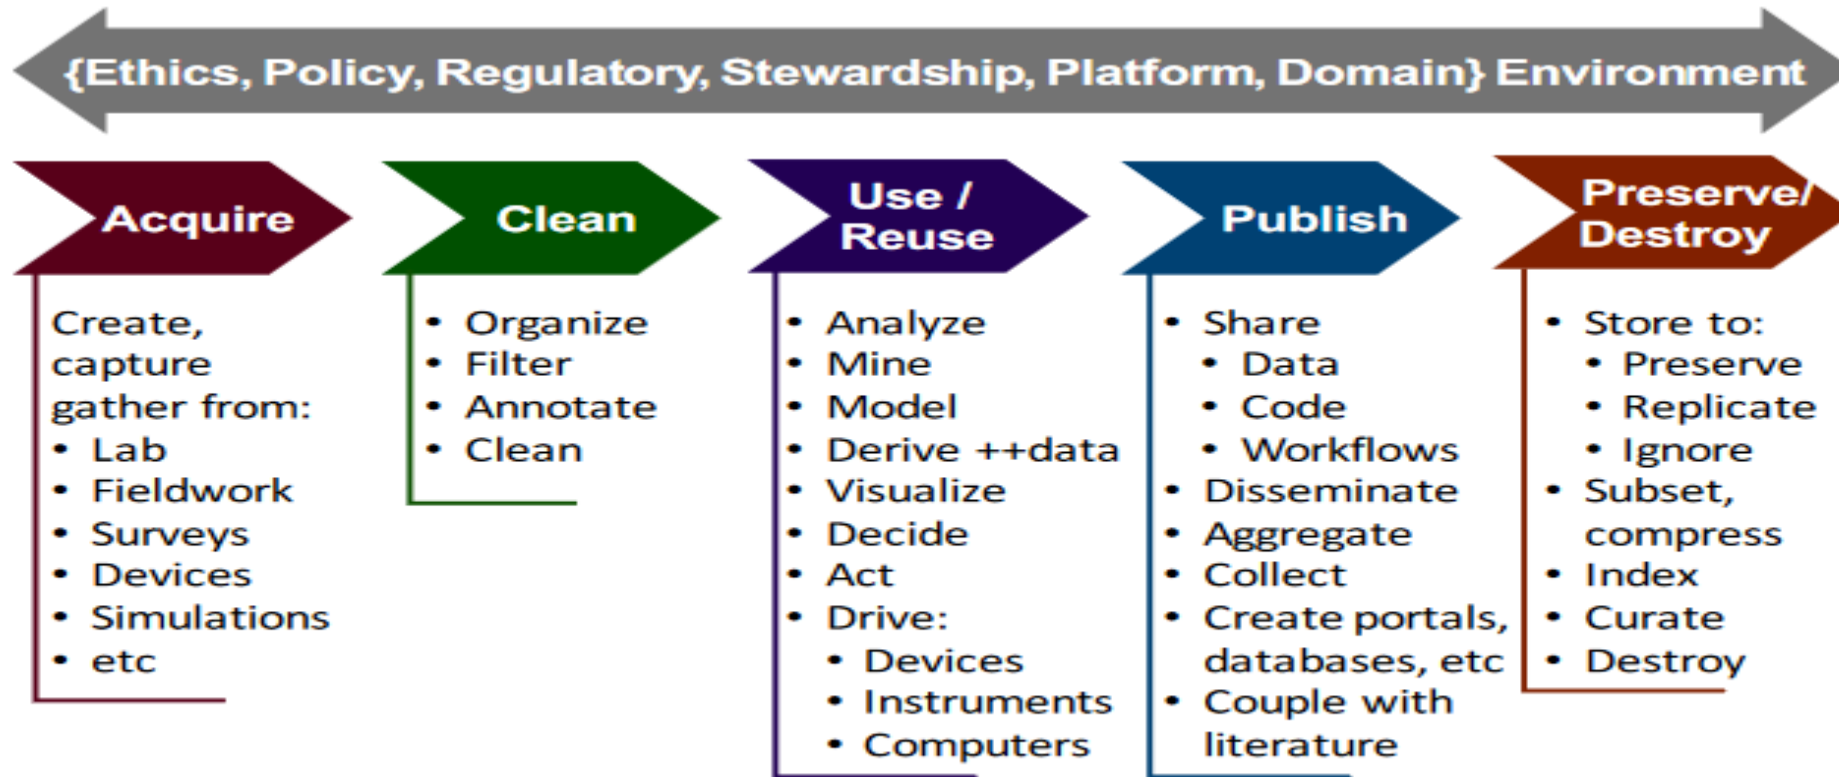 {Ethics, Policy, Regulatory, Stewardship, Platform, Domain} Environment
Acquire
Create,
capture
gather from:
• Lab
• Fieldwork
• Surveys
• Devices
• Simulations
• etc
Clean
• Organize
• Filter
• Annotate
• Clean
Use /
Reuse
• Analyze
• Mine
• Model
• Derive ++data
• Visualize
• Decide
• Act
• Drive:
• Devices
• Instruments
• Computers
Publish
• Share
• Data
• Code
• Workflows
• Disseminate
• Aggregate
• Collect
• Create portals,
databases, etc
• Couple with
literature
Preserve/
Destroy
• Store to:
• Preserve
• Replicate
• Ignore
• Subset,
compress
• Index
• Curate
• Destroy